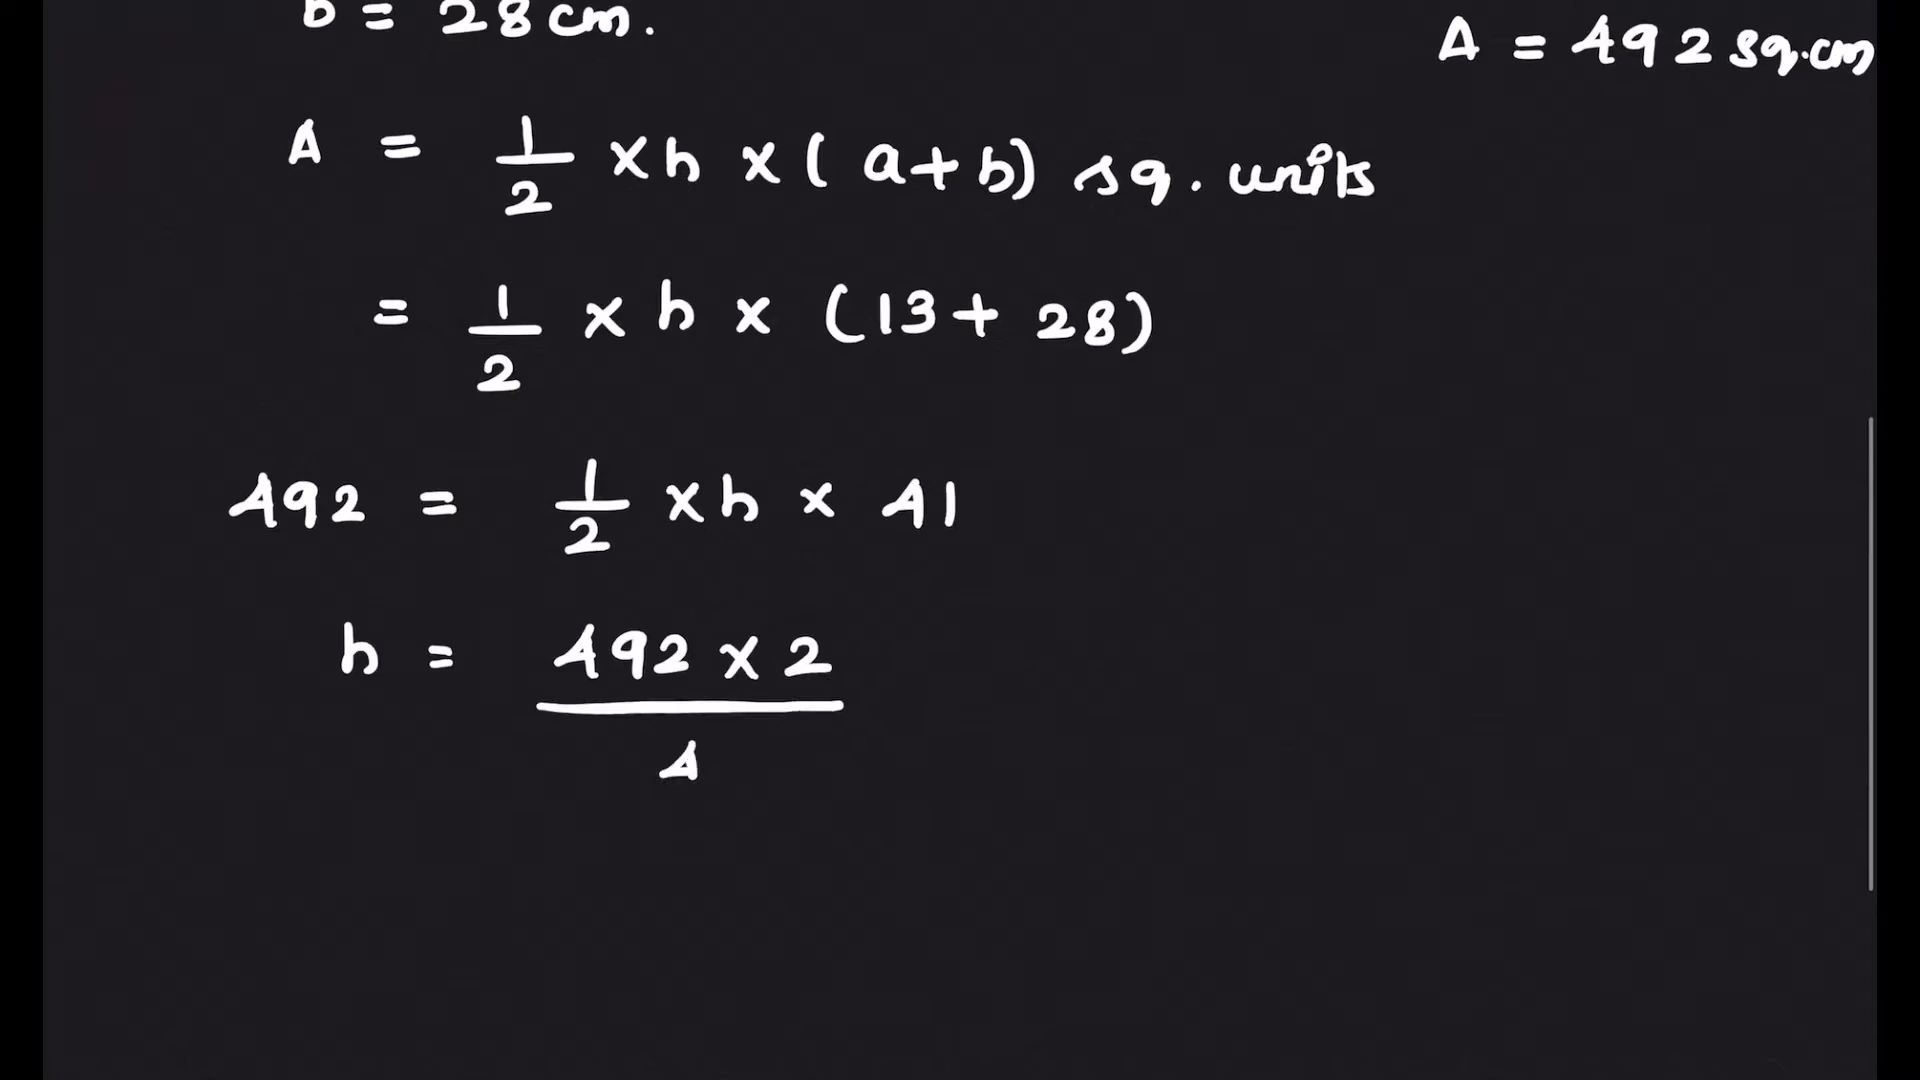 b = 28 cm.
A = 492 sq.cm
A = 1/2 × h × (a+b) sq. units
= 1/2 × h × (13 + 28)
492 = 1/2 × h × 41
h = 492 × 2 / 4